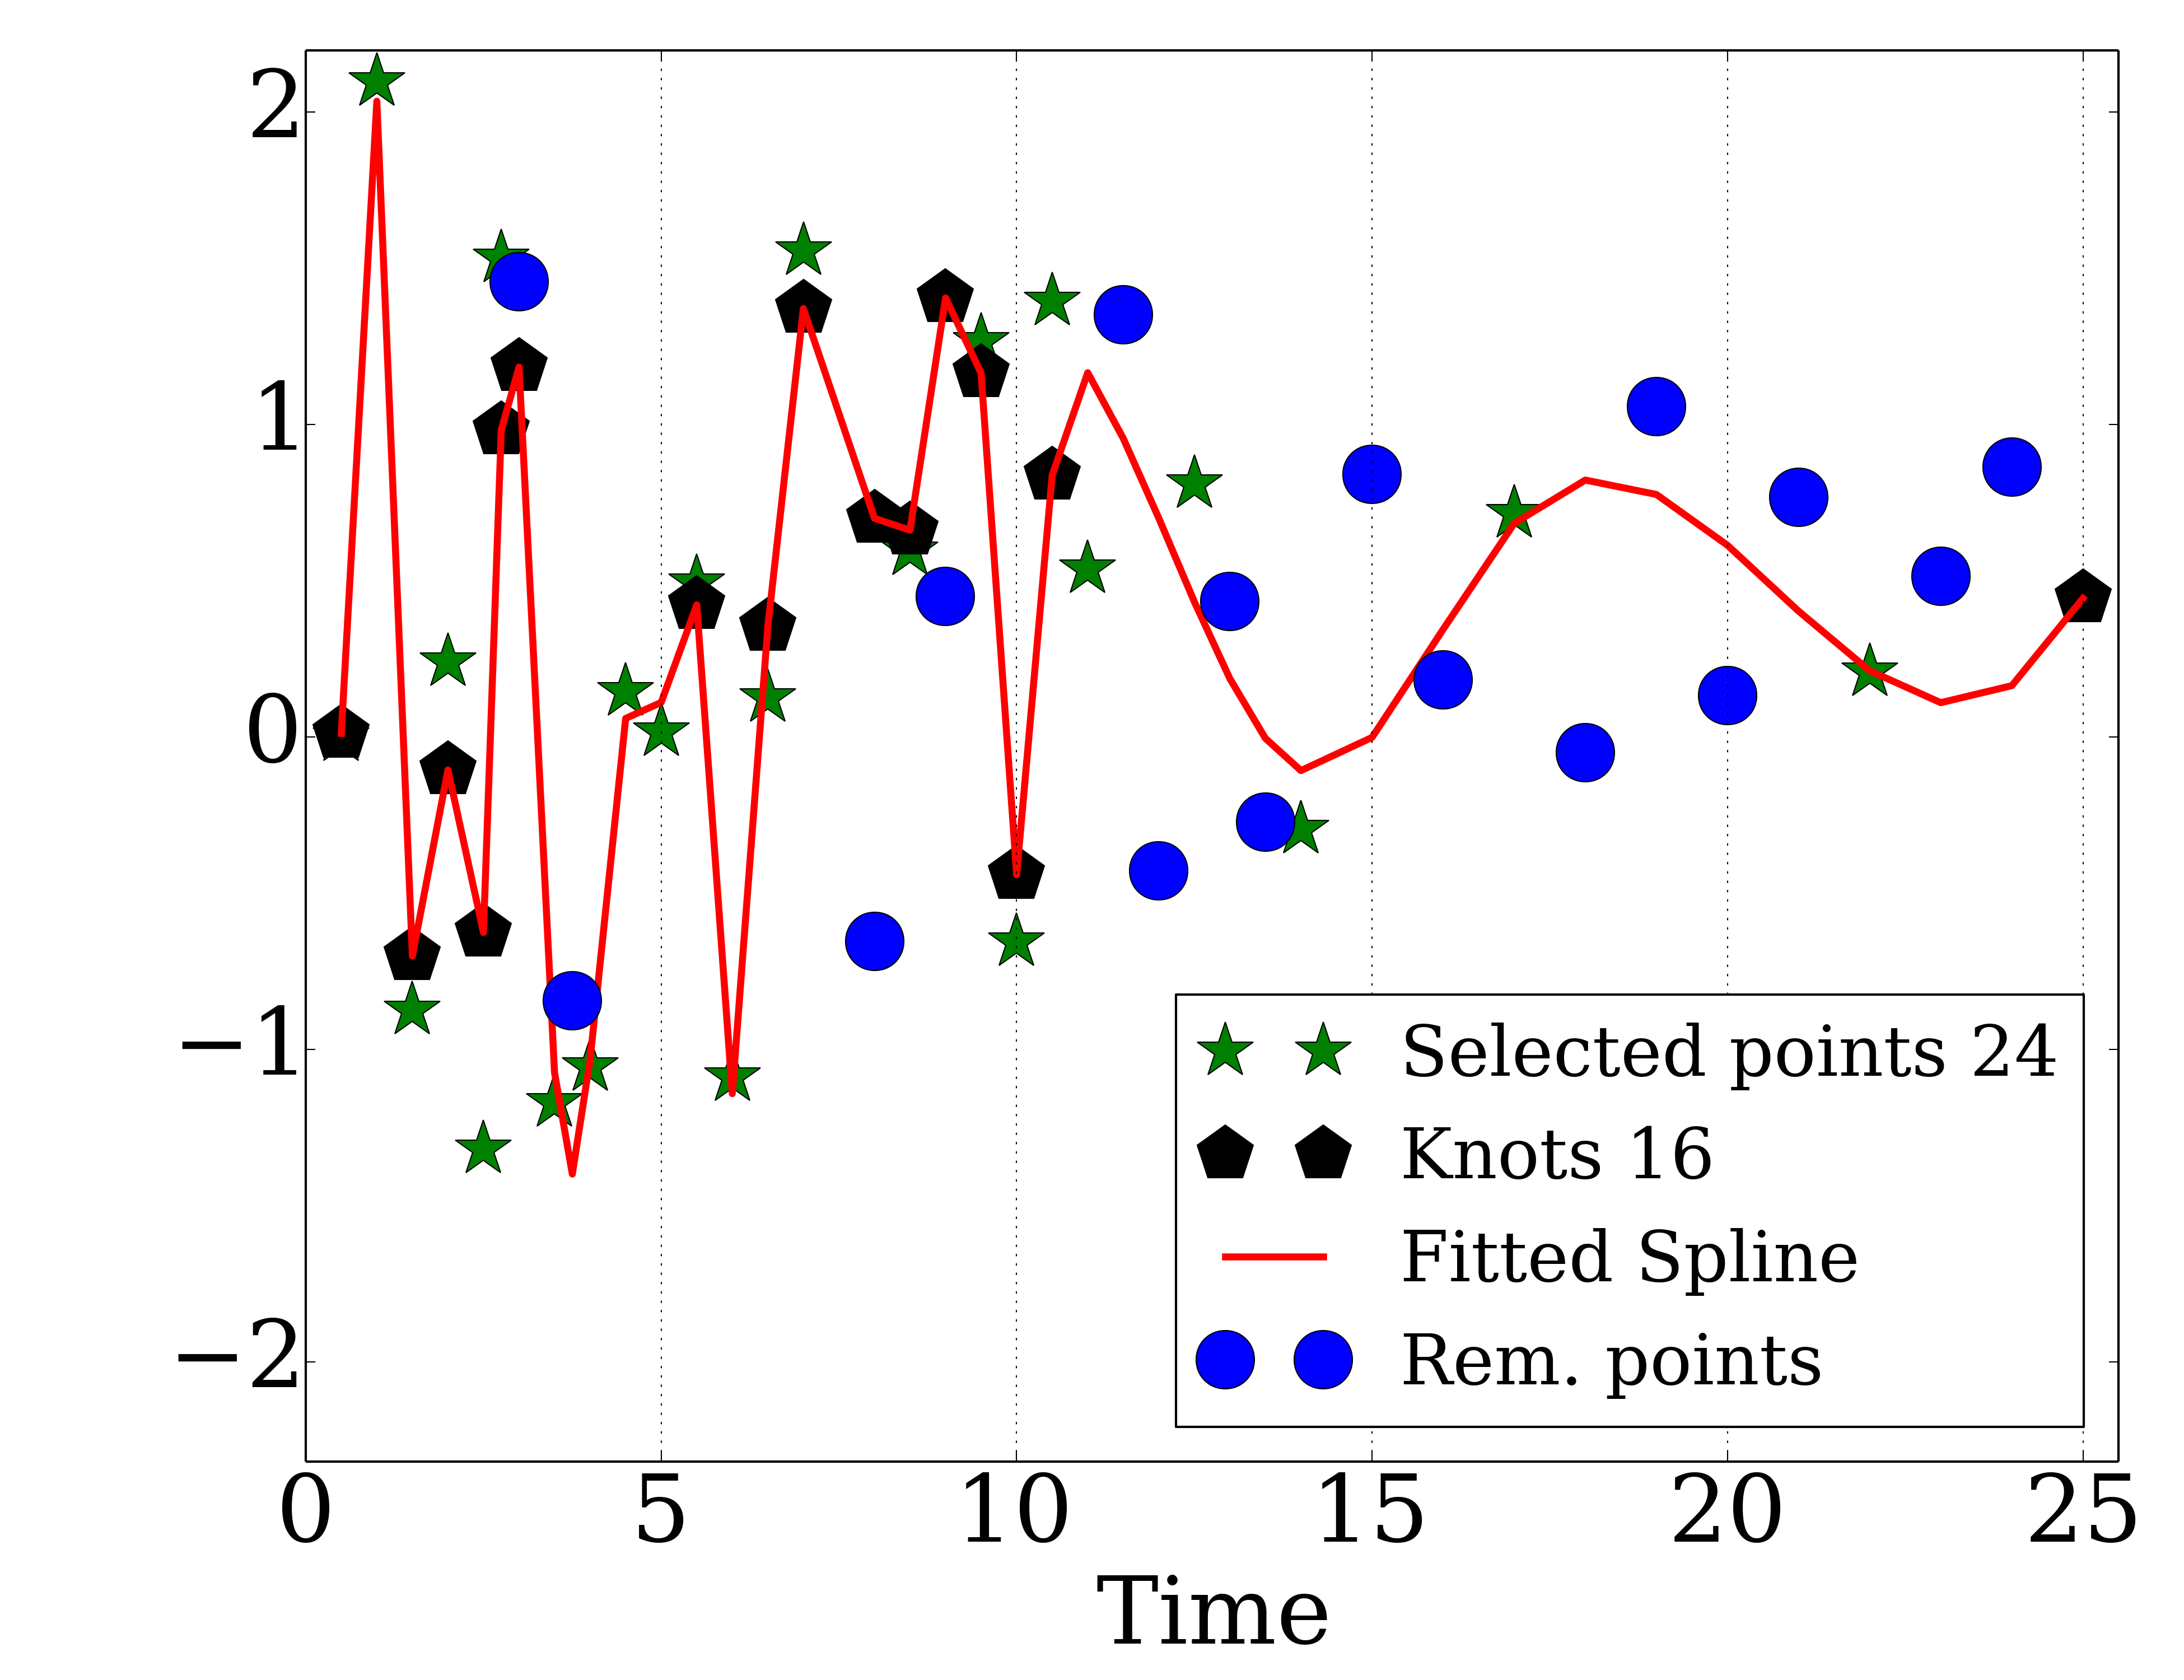 2
1
0
−1
−2
Selected points 24
Knots 16
Fitted Spline
Rem. points
0 5 10 15 20 25
Time